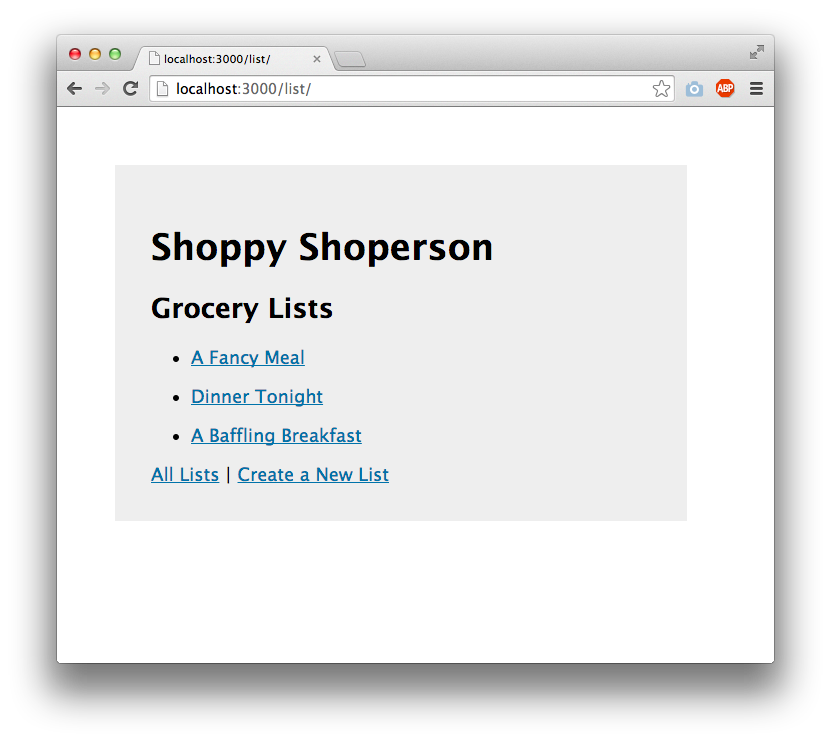 localhost:3000/list/
localhost:3000/list/
ABP
Shoppy Shoperson
Grocery Lists
A Fancy Meal
Dinner Tonight
A Baffling Breakfast
All Lists | Create a New List